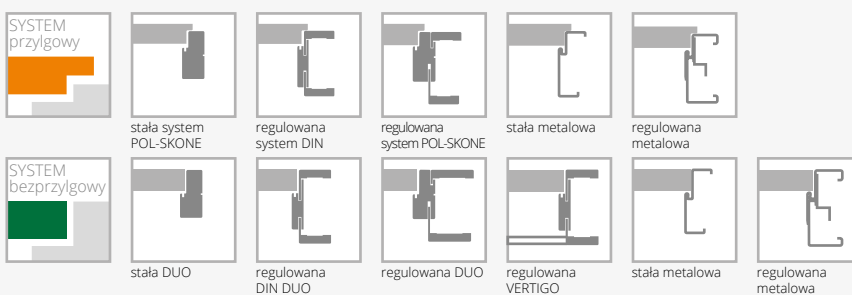 SYSTEM
przylgowy
stała system
POL-SKONE
regulowana
system DIN
regulowana
system POL-SKONE
stała metalowa
regulowana
metalowa
SYSTEM
bezprzylgowy
stała DUO
regulowana
DIN DUO
regulowana DUO
regulowana
VERTIGO
stała metalowa
regulowana
metalowa